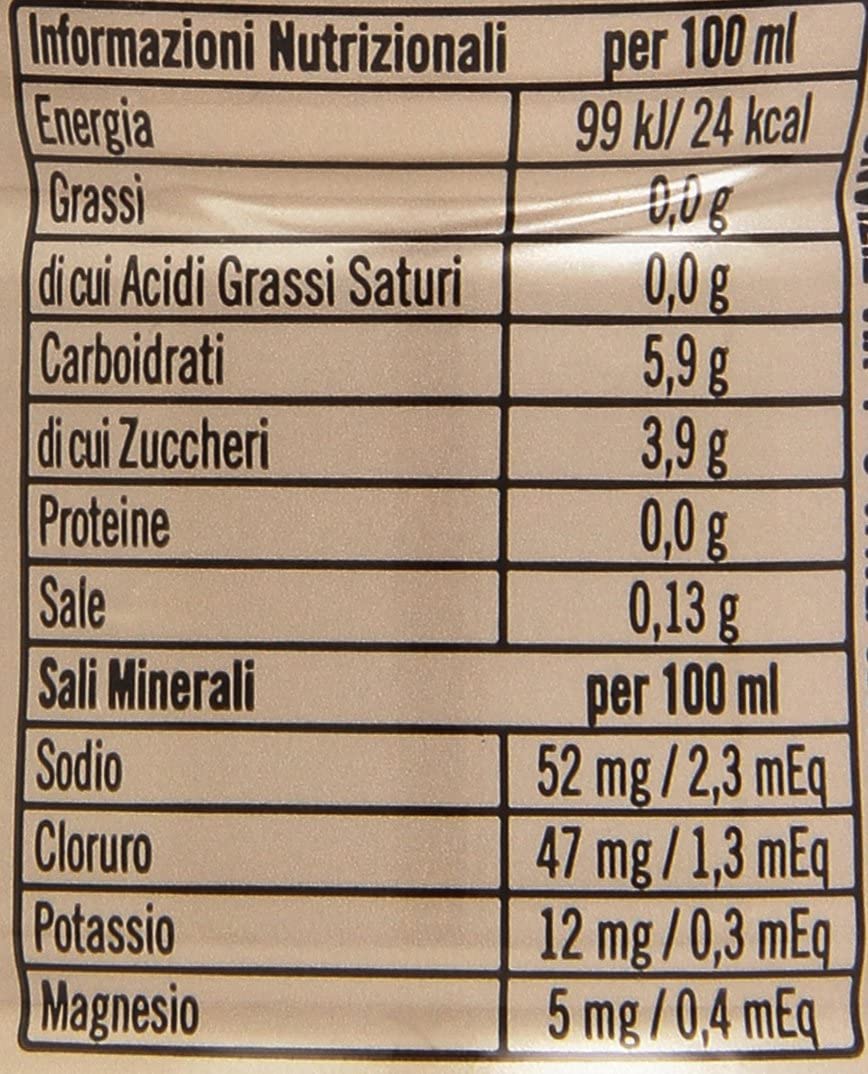 Informazioni Nutrizionali per 100 ml
Energia 99 kJ/ 24 kcal
Grassi 0,0 g
di cui Acidi Grassi Saturi 0,0 g
Carboidrati 5,9 g
di cui Zuccheri 3,9 g
Proteine 0,0 g
Sale 0,13 g
Sali Minerali per 100 ml
Sodio 52 mg / 2,3 mEq
Cloruro 47 mg / 1,3 mEq
Potassio 12 mg / 0,3 mEq
Magnesio 5 mg / 0,4 mEq